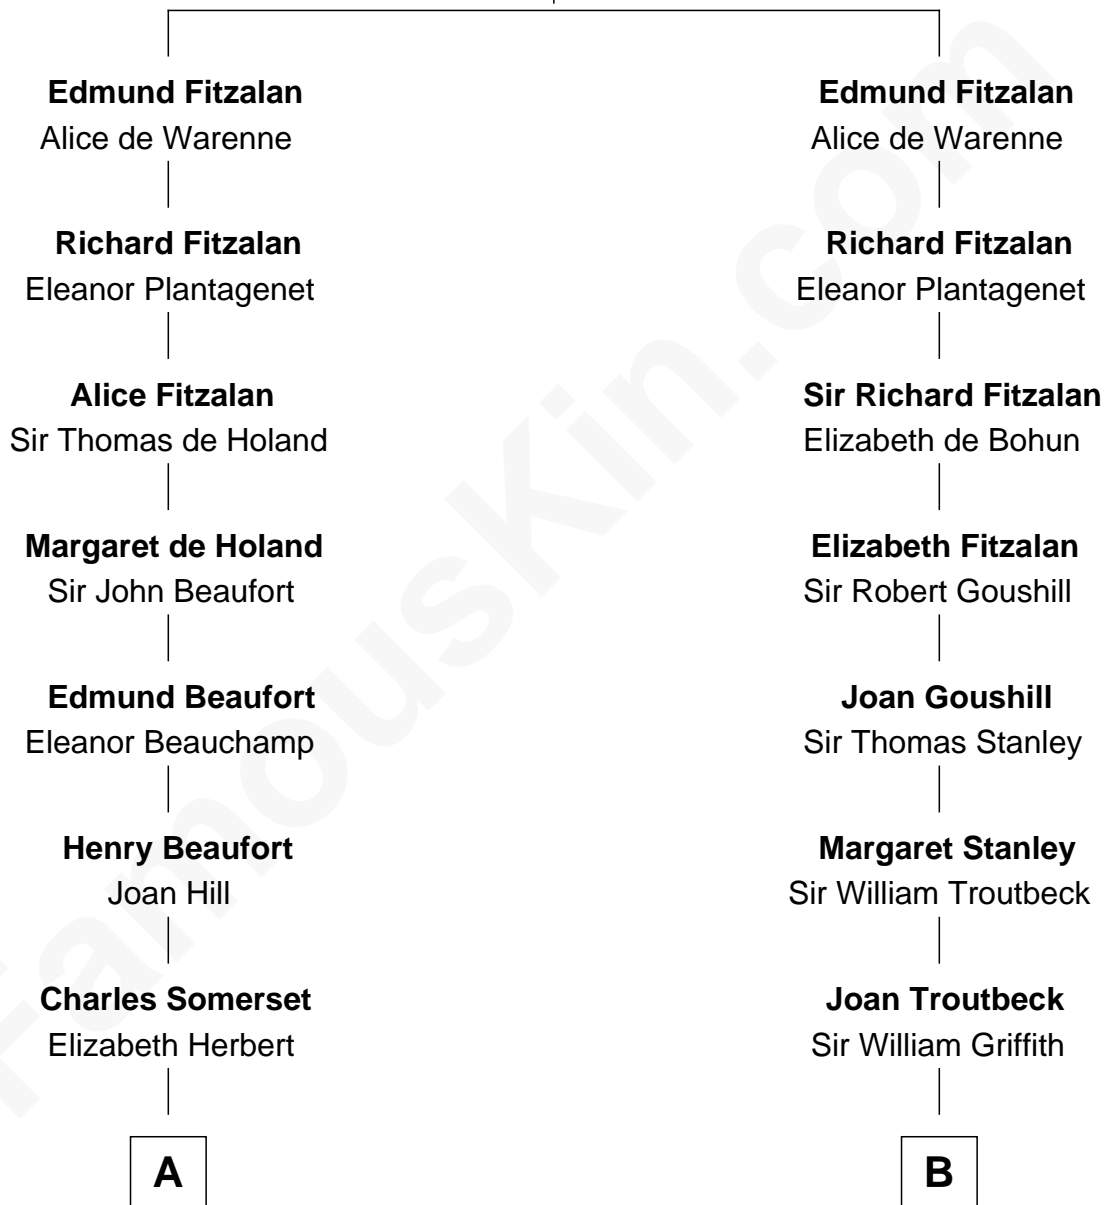 Edmund Fitzalan
Alice de Warenne
Richard Fitzalan
Eleanor Plantagenet
Alice Fitzalan
Sir Thomas de Holand
Margaret de Holand
Sir John Beaufort
Edmund Beaufort
Eleanor Beauchamp
Henry Beaufort
Joan Hill
Charles Somerset
Elizabeth Herbert
A
Edmund Fitzalan
Alice de Warenne
Richard Fitzalan
Eleanor Plantagenet
Sir Richard Fitzalan
Elizabeth de Bohun
Elizabeth Fitzalan
Sir Robert Goushill
Joan Goushill
Sir Thomas Stanley
Margaret Stanley
Sir William Troutbeck
Joan Troutbeck
Sir William Griffith
B
FamousKin.com